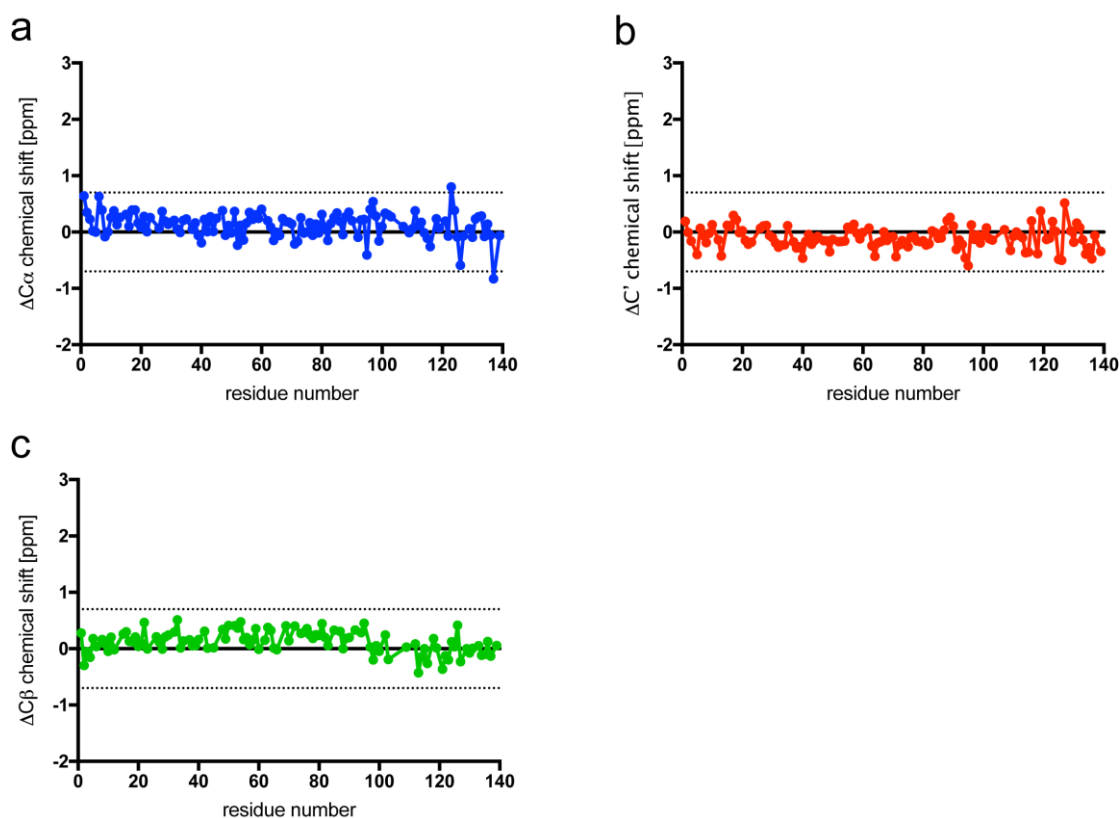 a
3
2
1
0
-1
-2
ΔCα chemical shift [ppm]
0 20 40 60 80 100 120 140
residue number
b
3
2
1
0
-1
-2
ΔC’ chemical shift [ppm]
0 20 40 60 80 100 120 140
residue number
c
3
2
1
0
-1
-2
ΔCβ chemical shift [ppm]
0 20 40 60 80 100 120 140
residue number